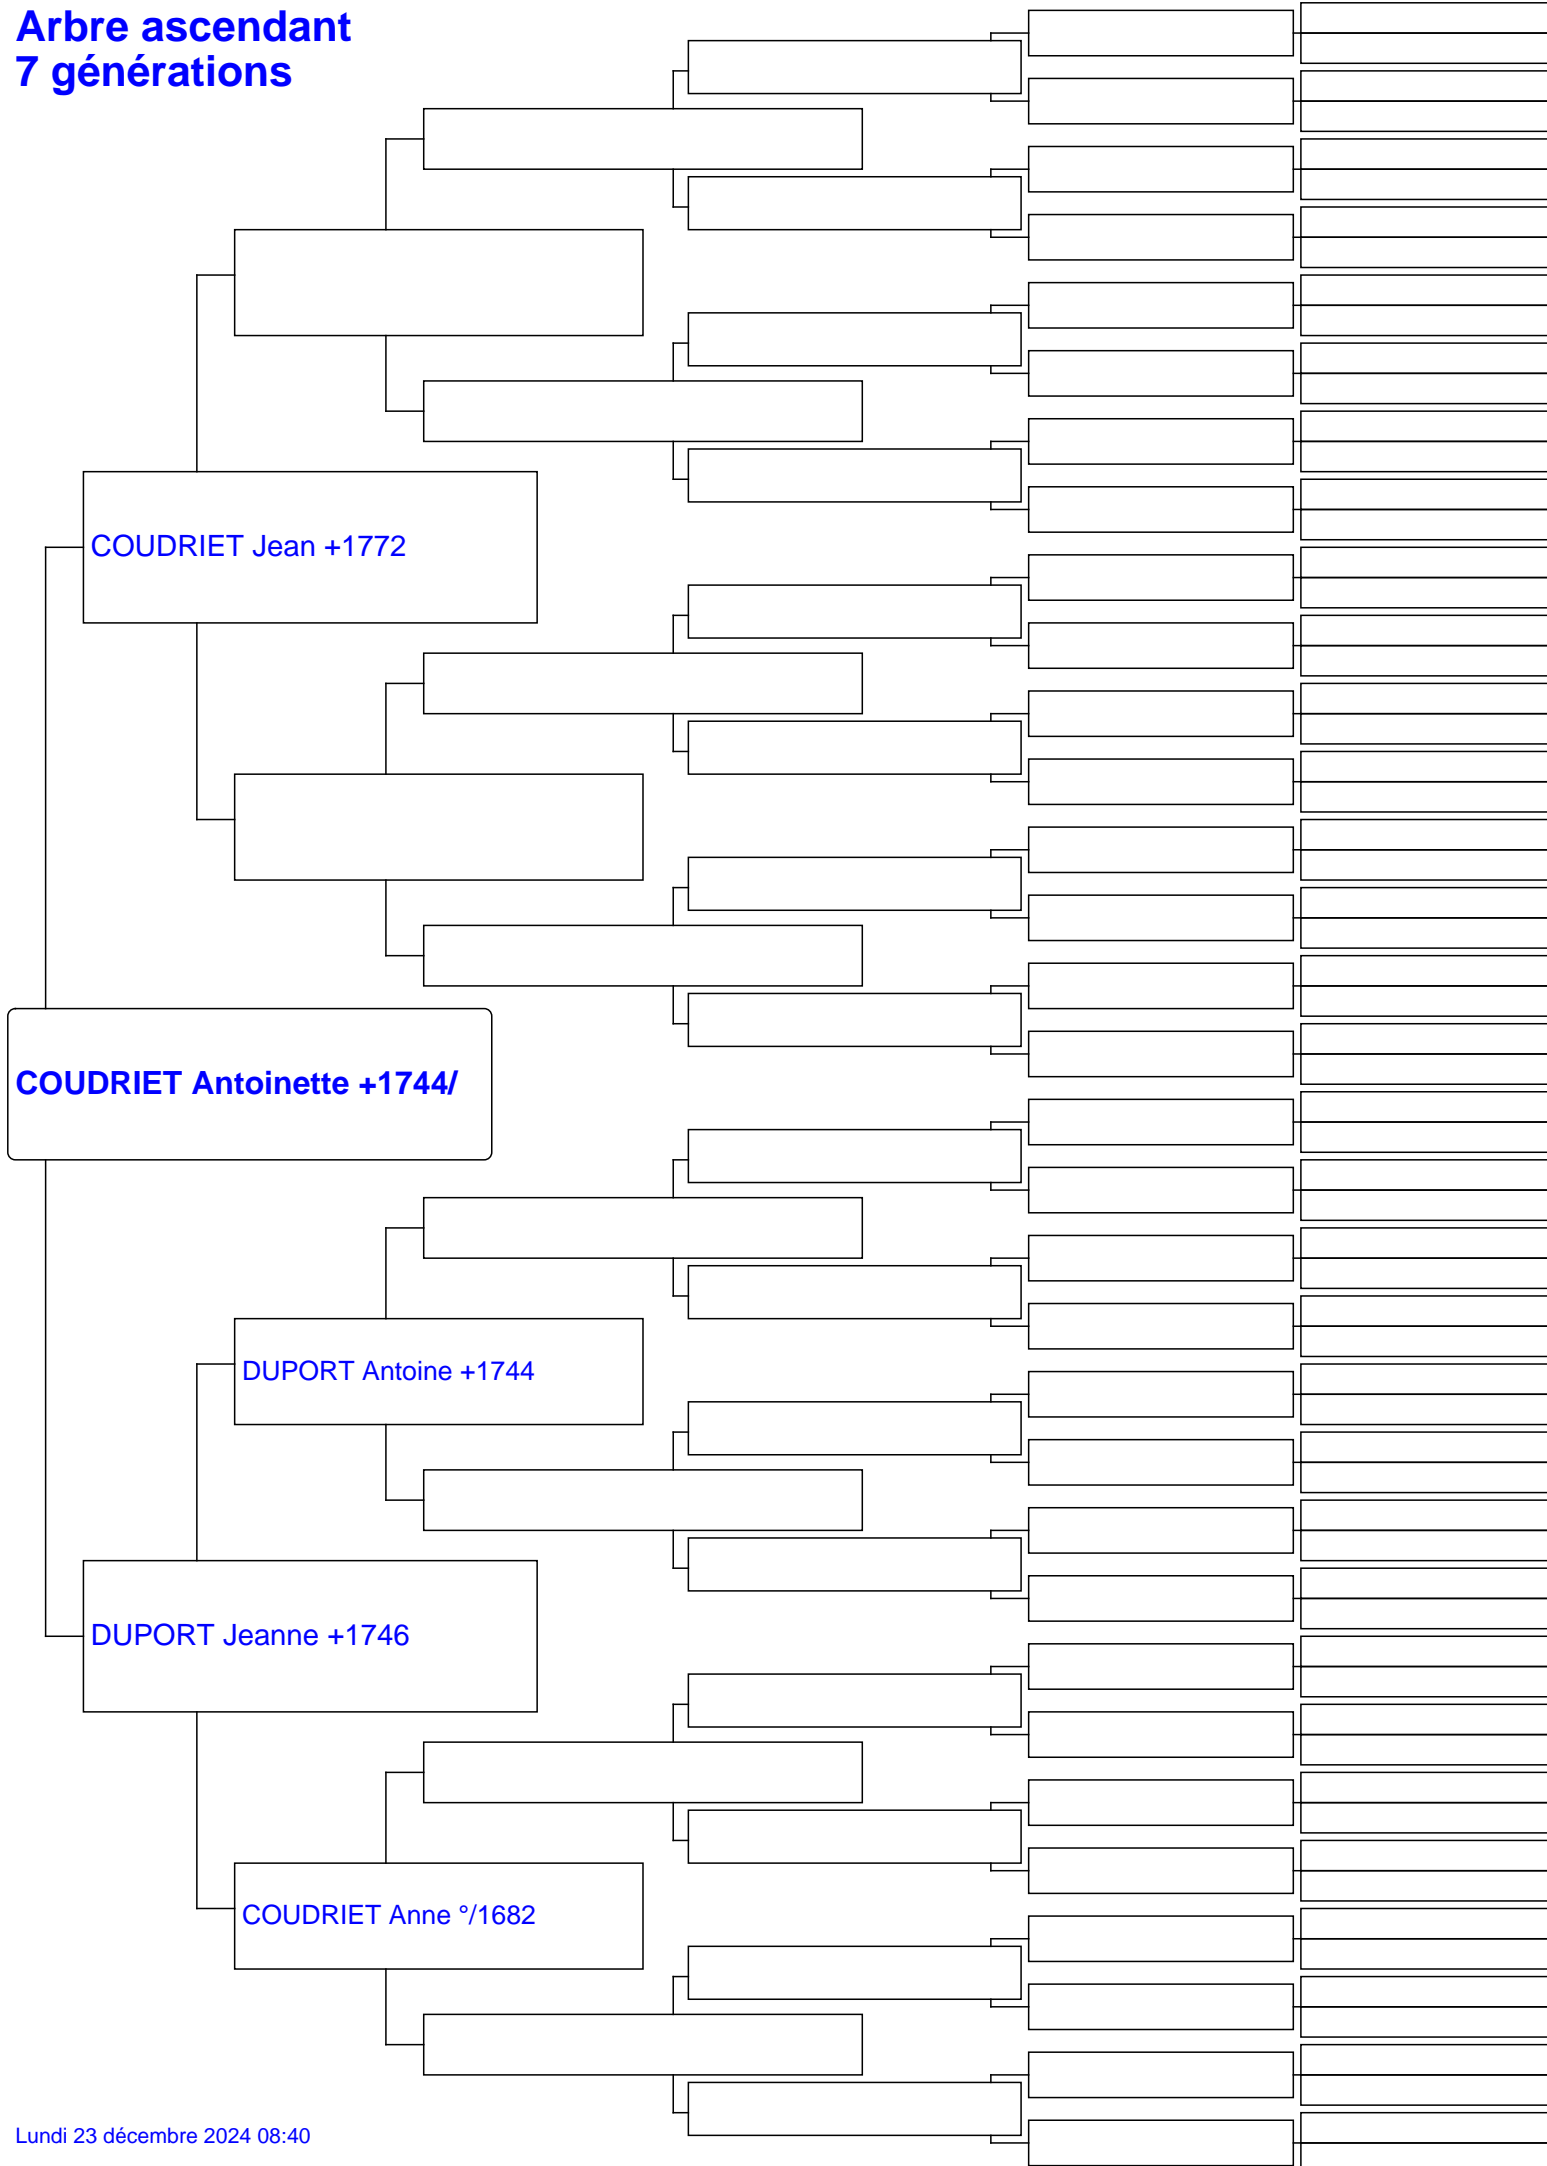 Arbre ascendant
7 générations
COUDRIET Jean +1772
COUDRIET Antoinette +1744/
DUPORT Antoine +1744
DUPORT Jeanne +1746
COUDRIET Anne °/1682
Lundi 23 décembre 2024 08:40